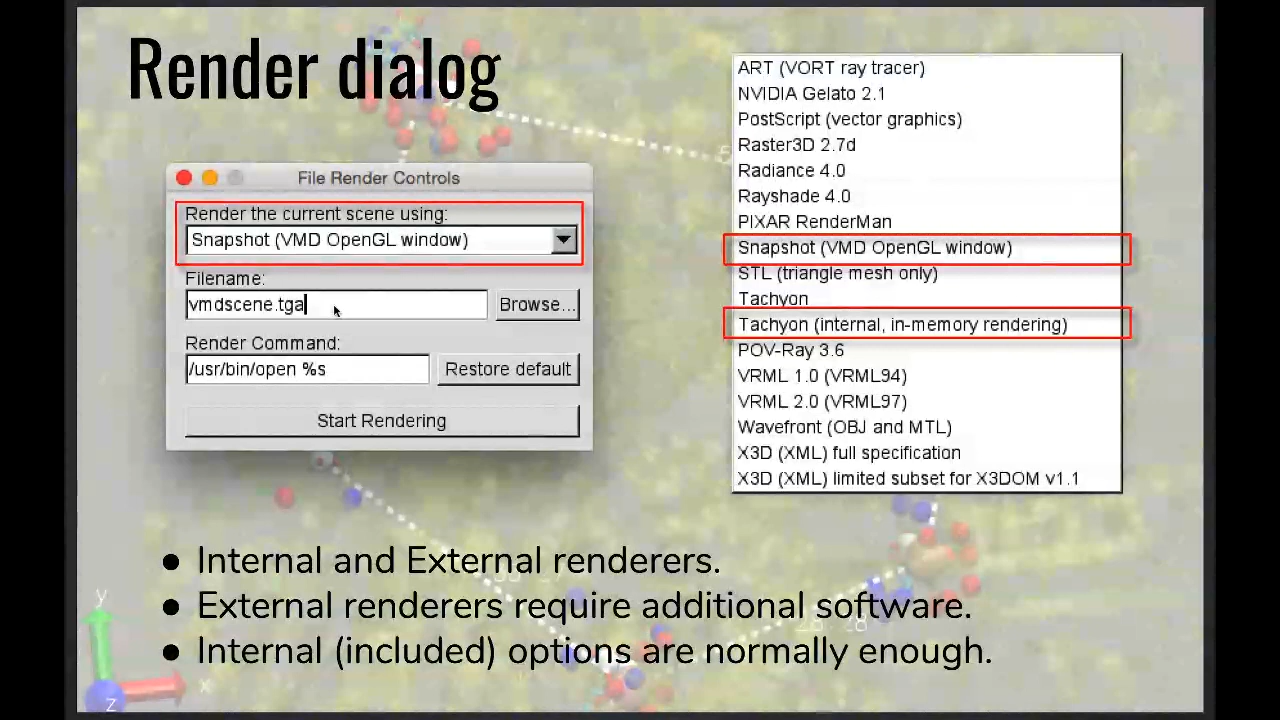 Render dialog
File Render Controls
Render the current scene using:
Snapshot (VMD OpenGL window)
Filename:
vmdscene.tga
Browse...
Render Command:
/usr/bin/open %s
Restore default
Start Rendering
ART (VORT ray tracer)
NVIDIA Gelato 2.1
PostScript (vector graphics)
Raster3D 2.7d
Radiance 4.0
Rayshade 4.0
PIXAR RenderMan
Snapshot (VMD OpenGL window)
STL (triangle mesh only)
Tachyon
Tachyon (internal, in-memory rendering)
POV-Ray 3.6
VRML 1.0 (VRML94)
VRML 2.0 (VRML97)
Wavefront (OBJ and MTL)
X3D (XML) full specification
X3D (XML) limited subset for X3DOM v1.1
● Internal and External renderers.
● External renderers require additional software.
● Internal (included) options are normally enough.
y
x
z